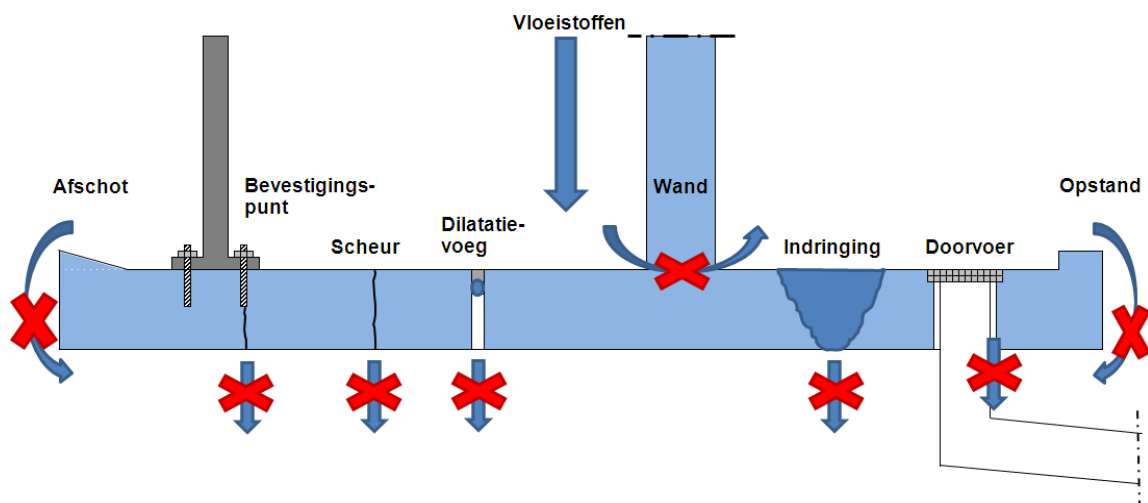 Vloeistoffen
Afschot
Bevestigings-
punt
Scheur
Dilatatie-
voeg
Wand
Indringing
Doorvoer
Opstand